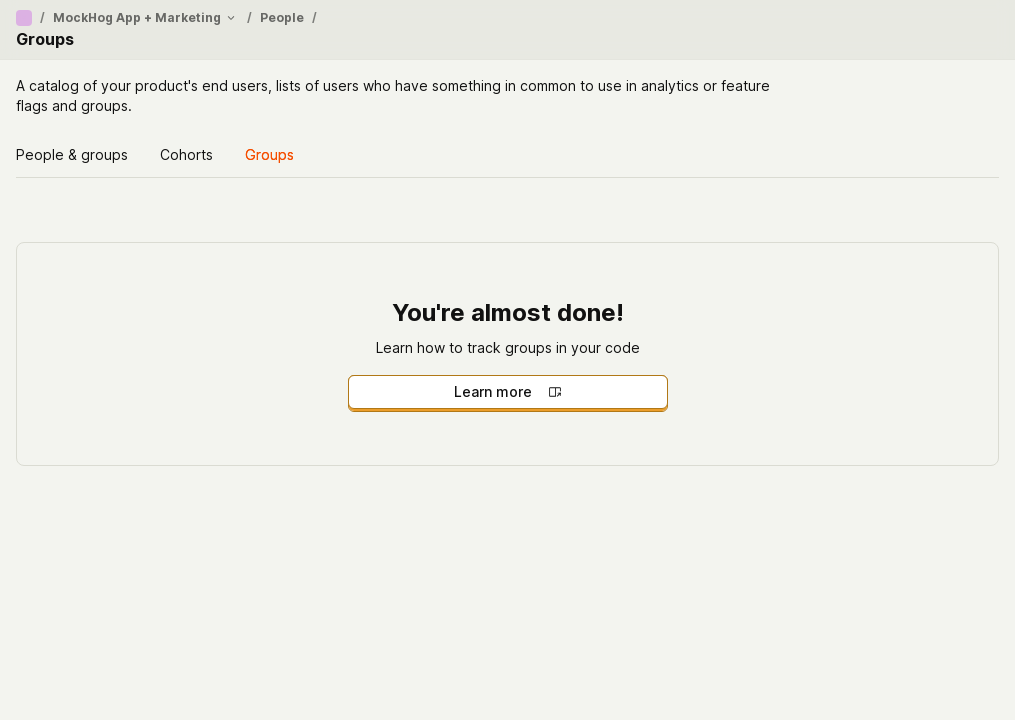 / MockHog App + Marketing / People /
Groups
A catalog of your product's end users, lists of users who have something in common to use in analytics or feature
flags and groups.
People & groups Cohorts Groups
You're almost done!
Learn how to track groups in your code
Learn more